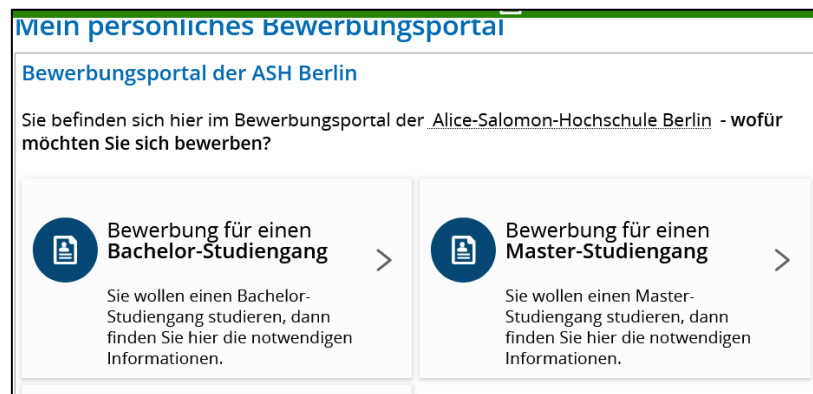 Mein persönliches Bewerbungsportal
Bewerbungsportal der ASH Berlin
Sie befinden sich hier im Bewerbungsportal der Alice-Salomon-Hochschule Berlin - wofür
möchten Sie sich bewerben?
Bewerbung für einen
Bachelor-Studiengang
Sie wollen einen Bachelor-
Studiengang studieren, dann
finden Sie hier die notwendigen
Informationen.
Bewerbung für einen
Master-Studiengang
Sie wollen einen Master-
Studiengang studieren, dann
finden Sie hier die notwendigen
Informationen.